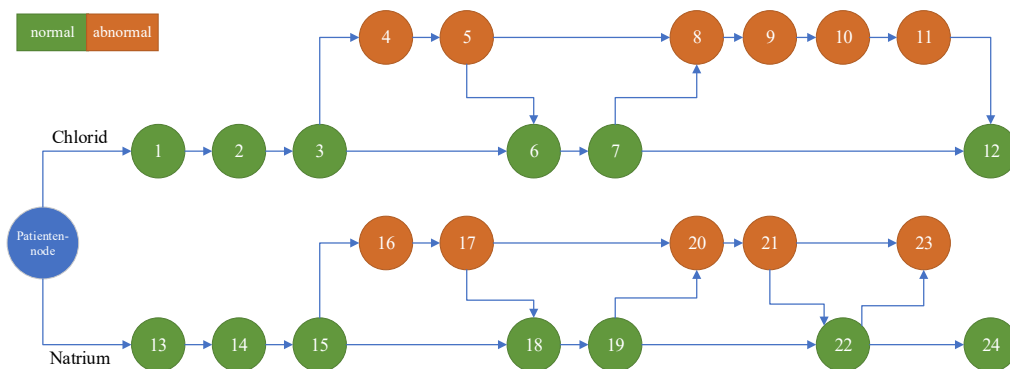 normal abnormal
4 5 8 9 10 11
Chlorid
1 2 3 6 7 12
Patienten-
node
16 17 20 21 23
13 14 15 18 19 22 24
Natrium